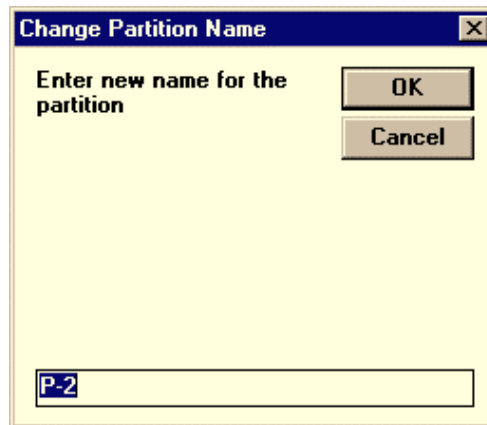 Change Partition Name
Enter new name for the
partition
OK
Cancel
P-2